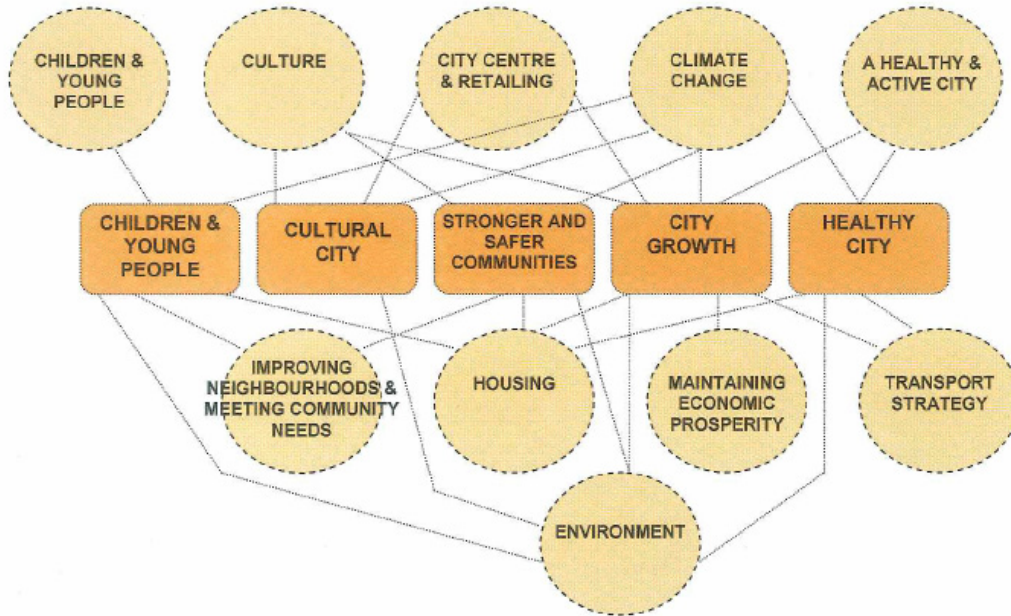 CHILDREN &
YOUNG
PEOPLE
CULTURE
CITY CENTRE
& RETAILING
CLIMATE
CHANGE
A HEALTHY &
ACTIVE CITY
CHILDREN &
YOUNG
PEOPLE
CULTURAL
CITY
STRONGER AND
SAFER
COMMUNITIES
CITY
GROWTH
HEALTHY
CITY
IMPROVING
NEIGHBOURHOODS &
MEETING COMMUNITY
NEEDS
HOUSING
MAINTAINING
ECONOMIC
PROSPERITY
TRANSPORT
STRATEGY
ENVIRONMENT